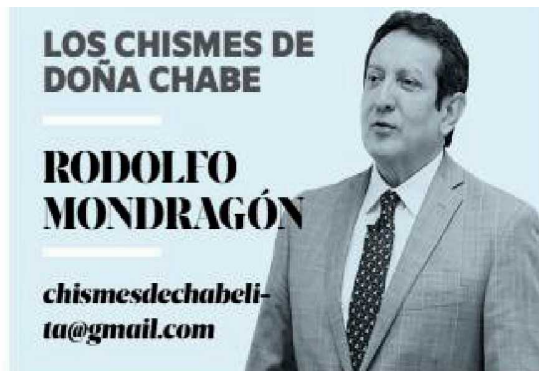 LOS CHISMES DE
DOÑA CHABE
RODOLFO
MONDRAGÓN
chismesdechabeli-
ta@gmail.com